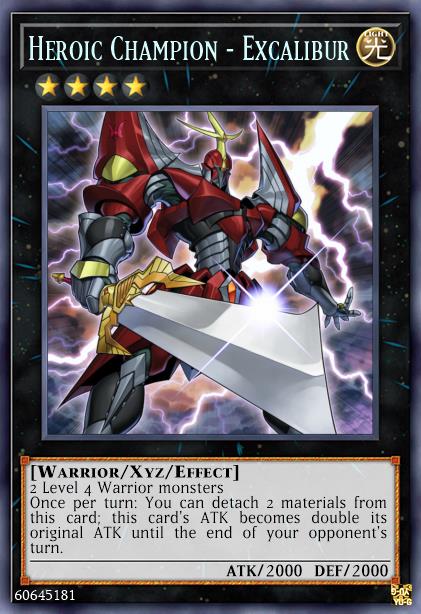 Heroic Champion - Excalibur
LIGHT
光
[Warrior/Xyz/Effect]
2 Level 4 Warrior monsters
Once per turn: You can detach 2 materials from
this card; this card's ATK becomes double its
original ATK until the end of your opponent's
turn.
ATK/2000 DEF/2000
60645181